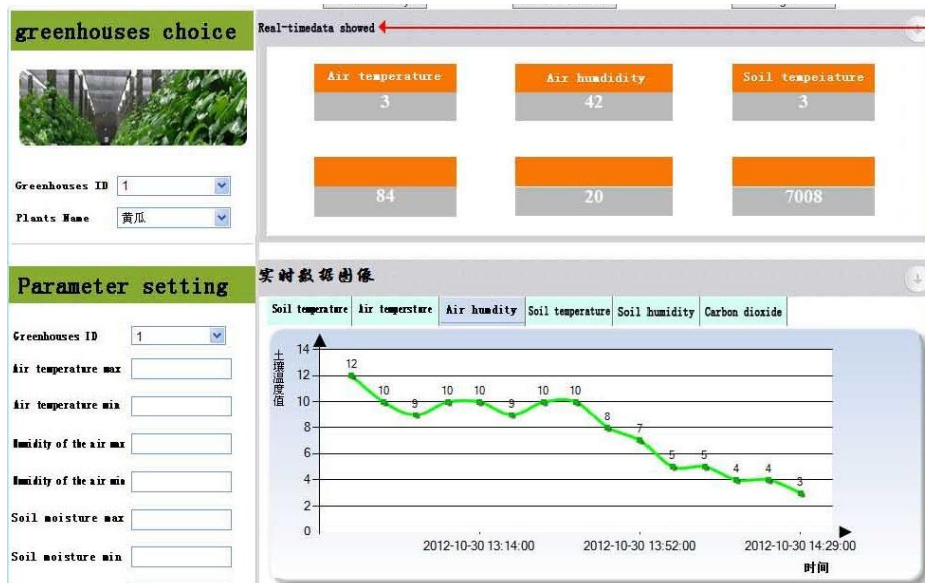 greenhouses choice
Greenhouses ID 1
Plants Name 黄瓜
Real-timedata showed
Air temperature
3
Air humdidity
42
Soil tempeiature
3
84
20
7008
Parameter setting
Greenhouses ID 1
Air temperature max
Air temperature min
Humidity of the air max
Humidity of the air min
Soil moisture max
Soil moisture min
实时数据图像
Soil temperature
Air temperature
Air humdity
Soil temperature
Soil humidity
Carbon dioxide
土壤温度值
14
12
10
8
6
4
2
0
12 10 9 10 10 9 10 10 8 7 5 5 4 4 3
2012-10-30 13:14:00
2012-10-30 13:52:00
2012-10-30 14:29:00
时间